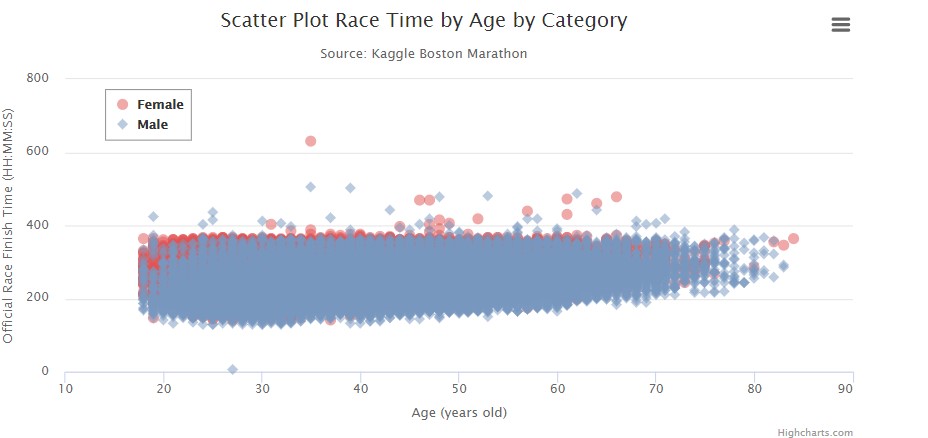 Scatter Plot Race Time by Age by Category
Source: Kaggle Boston Marathon
Official Race Finish Time (HH:MM:SS)
800
600
400
200
0
Female
Male
10 20 30 40 50 60 70 80 90
Age (years old)
Highcharts.com